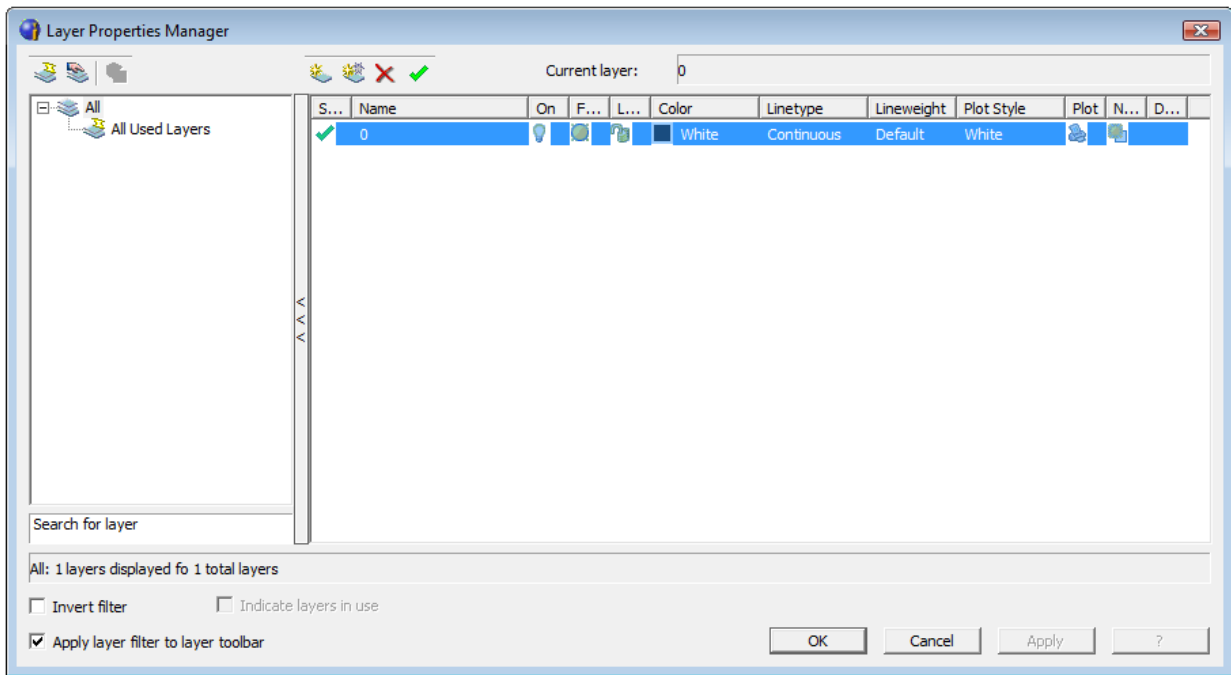 Layer Properties Manager
Current layer: 0
All
All Used Layers
S... Name On F... L... Color Linetype Lineweight Plot Style Plot N... D...
0 White Continuous Default White
<
<
<
Search for layer
All: 1 layers displayed fo 1 total layers
Invert filter Indicate layers in use
Apply layer filter to layer toolbar
OK Cancel Apply ?